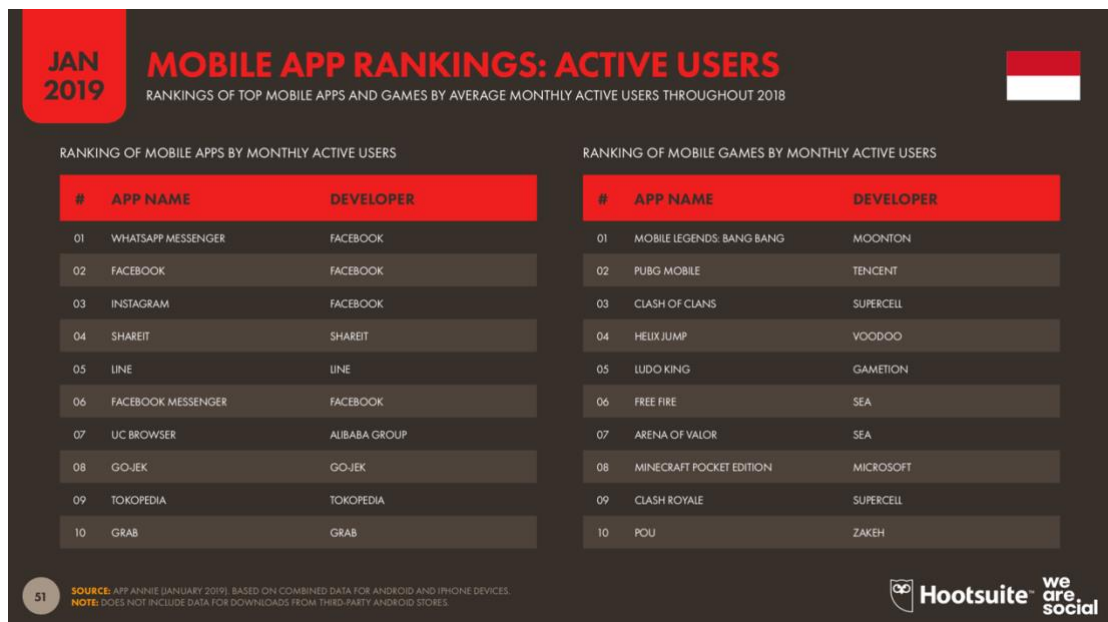 JAN
2019
MOBILE APP RANKINGS: ACTIVE USERS
RANKINGS OF TOP MOBILE APPS AND GAMES BY AVERAGE MONTHLY ACTIVE USERS THROUGHOUT 2018
RANKING OF MOBILE APPS BY MONTHLY ACTIVE USERS
# APP NAME DEVELOPER
01 WHATSAPP MESSENGER FACEBOOK
02 FACEBOOK FACEBOOK
03 INSTAGRAM FACEBOOK
04 SHAREIT SHAREIT
05 LINE LINE
06 FACEBOOK MESSENGER FACEBOOK
07 UC BROWSER ALIBABA GROUP
08 GO-JEK GO-JEK
09 TOKOPEDIA TOKOPEDIA
10 GRAB GRAB
RANKING OF MOBILE GAMES BY MONTHLY ACTIVE USERS
# APP NAME DEVELOPER
01 MOBILE LEGENDS: BANG BANG MOONTON
02 PUBG MOBILE TENCENT
03 CLASH OF CLANS SUPERCELL
04 HELIX JUMP VOODOO
05 LUDO KING GAMETION
06 FREE FIRE SEA
07 ARENA OF VALOR SEA
08 MINECRAFT POCKET EDITION MICROSOFT
09 CLASH ROYALE SUPERCELL
10 POU ZAKEH
51
SOURCE: APP ANNIE (JANUARY 2019). BASED ON COMBINED DATA FOR ANDROID AND IPHONE DEVICES.
NOTE: DOES NOT INCLUDE DATA FOR DOWNLOADS FROM THIRD-PARTY ANDROID STORES.
Hootsuite™
we
are.
social